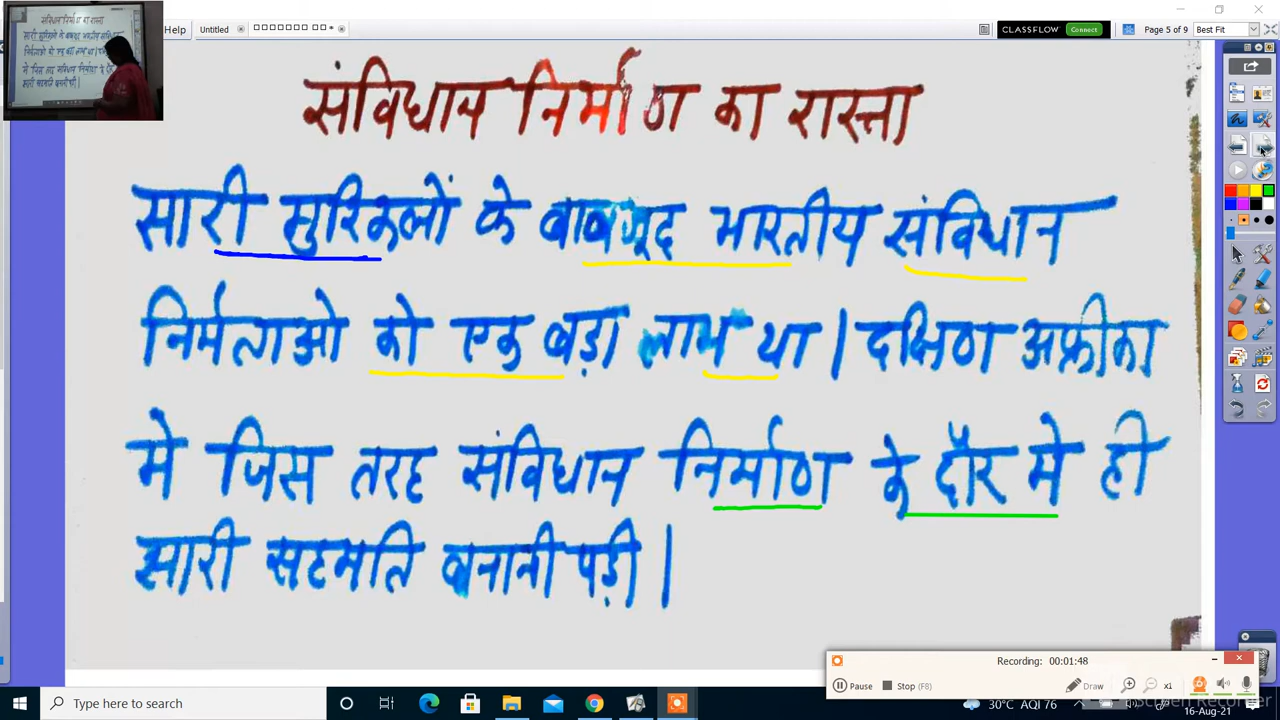 Help
Untitled
CLASSFLOW Connect
Page 5 of 9
Best Fit
संविधान निर्माण का रास्ता
सारी मुश्किलों के बावजूद भारतीय संविधान
निर्मताओ को एक बड़ा लाभ था। दक्षिण अफ्रीका
मे जिस तरह संविधान निर्माण के दौर मे ही
सारी सहमति बनानी पड़ी।
Recording: 00:01:48
Pause
Stop (F8)
x1
Draw
Type here to search
30°C AQI 76
16-Aug-21